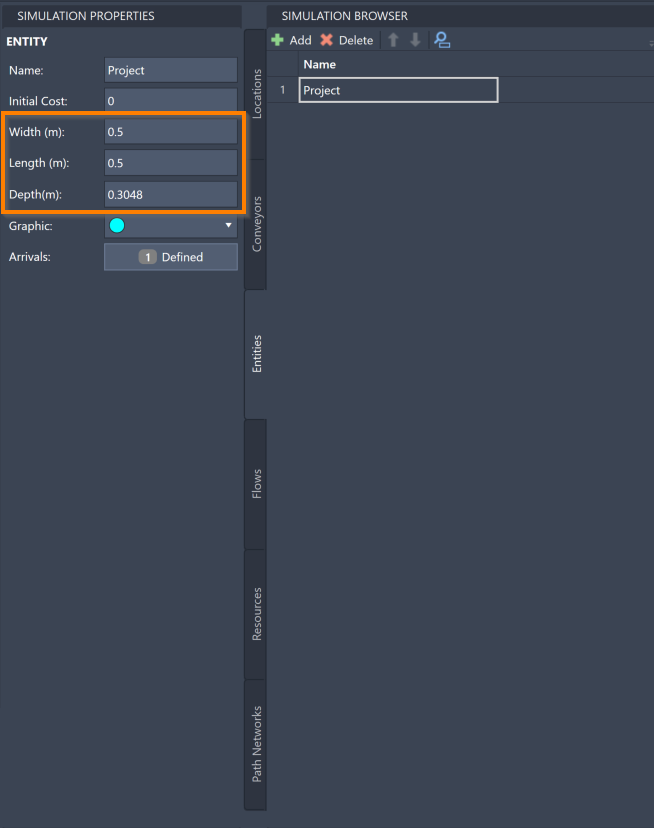 SIMULATION PROPERTIES
ENTITY
Name: Project
Initial Cost: 0
Width (m): 0.5
Length (m): 0.5
Depth(m): 0.3048
Graphic:
Arrivals: 1 Defined
Locations
Conveyors
Entities
Flows
Resources
Path Networks
SIMULATION BROWSER
Add Delete
Name
1 Project